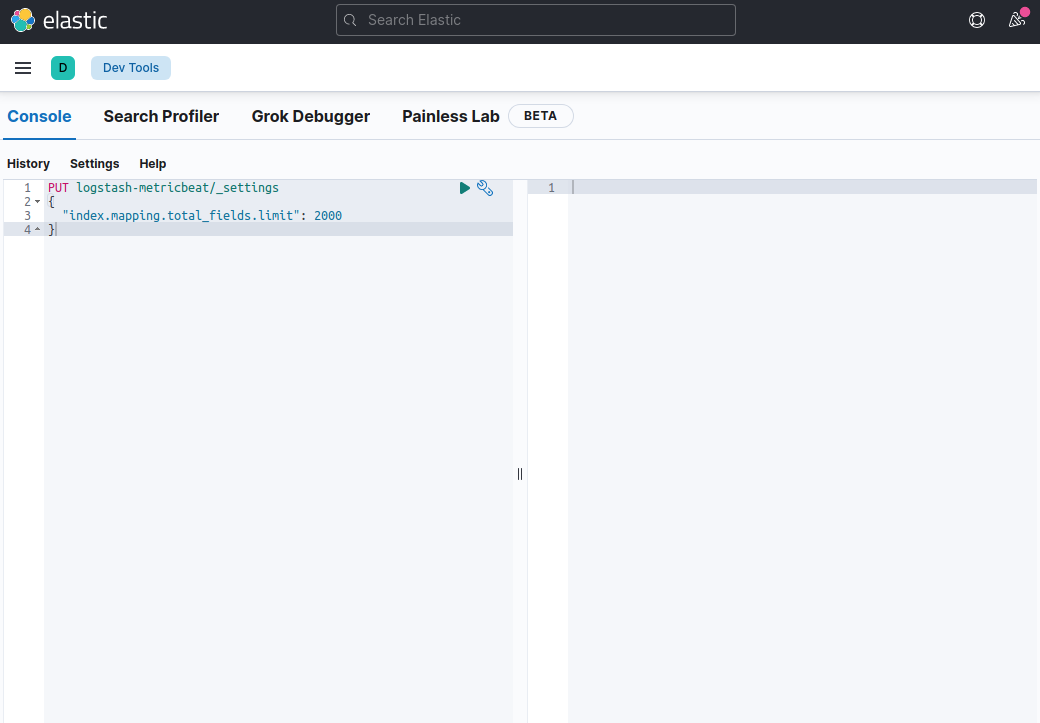 elastic
Search Elastic
D
Dev Tools
Console
Search Profiler
Grok Debugger
Painless Lab
BETA
History
Settings
Help
1 PUT logstash-metricbeat/_settings
2 {
3 "index.mapping.total_fields.limit": 2000
4 }
1